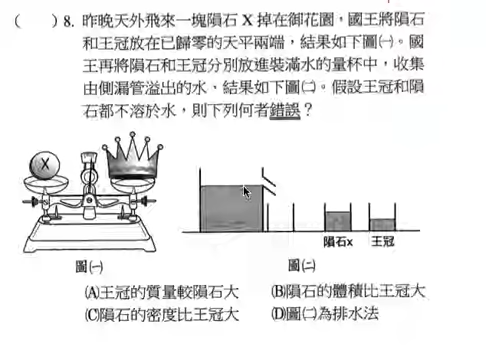 (　　)8. 昨晚天外飛來一塊隕石 X 掉在御花園，國王將隕石
和王冠放在已歸零的天平兩端，結果如下圖㈠。國
王再將隕石和王冠分別放進裝滿水的量杯中，收集
由側漏管溢出的水、結果如下圖㈡。假設王冠和隕
石都不溶於水，則下列何者錯誤？
X
隕石x 王冠
圖㈠ 圖㈡
(A)王冠的質量較隕石大 (B)隕石的體積比王冠大
(C)隕石的密度比王冠大 (D)圖㈡為排水法